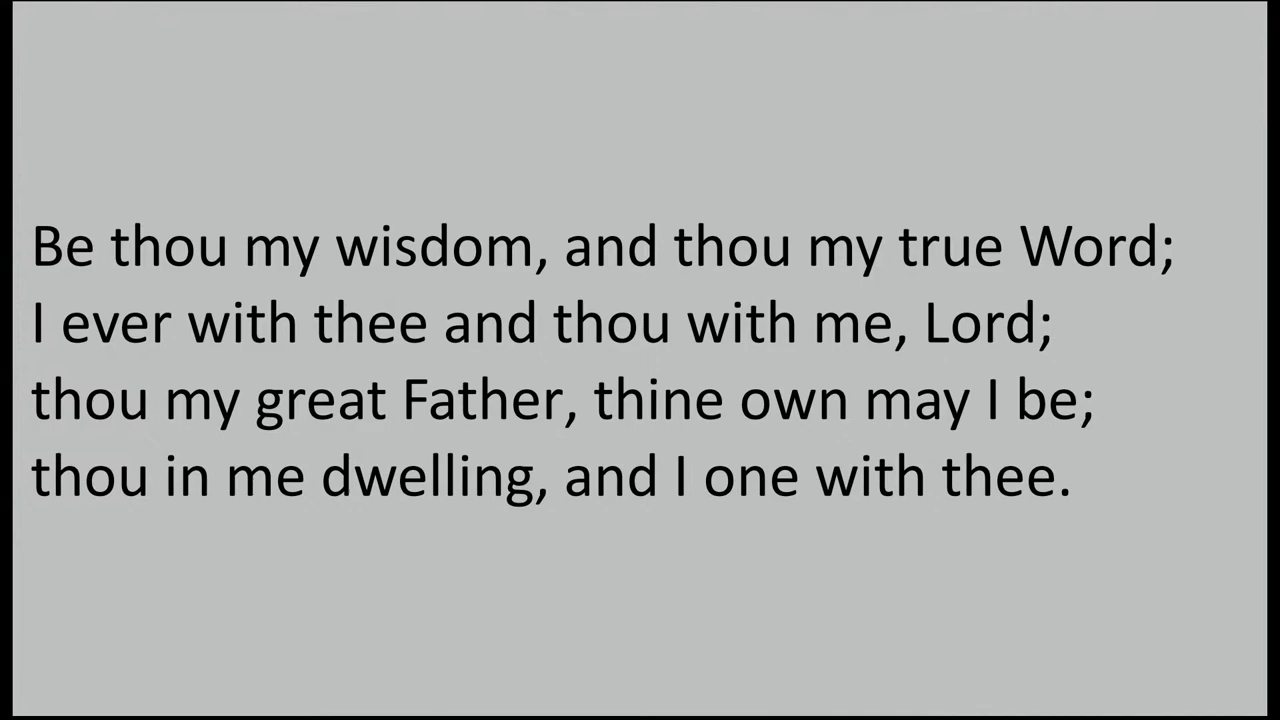 Be thou my wisdom, and thou my true Word;
I ever with thee and thou with me, Lord;
thou my great Father, thine own may I be;
thou in me dwelling, and I one with thee.